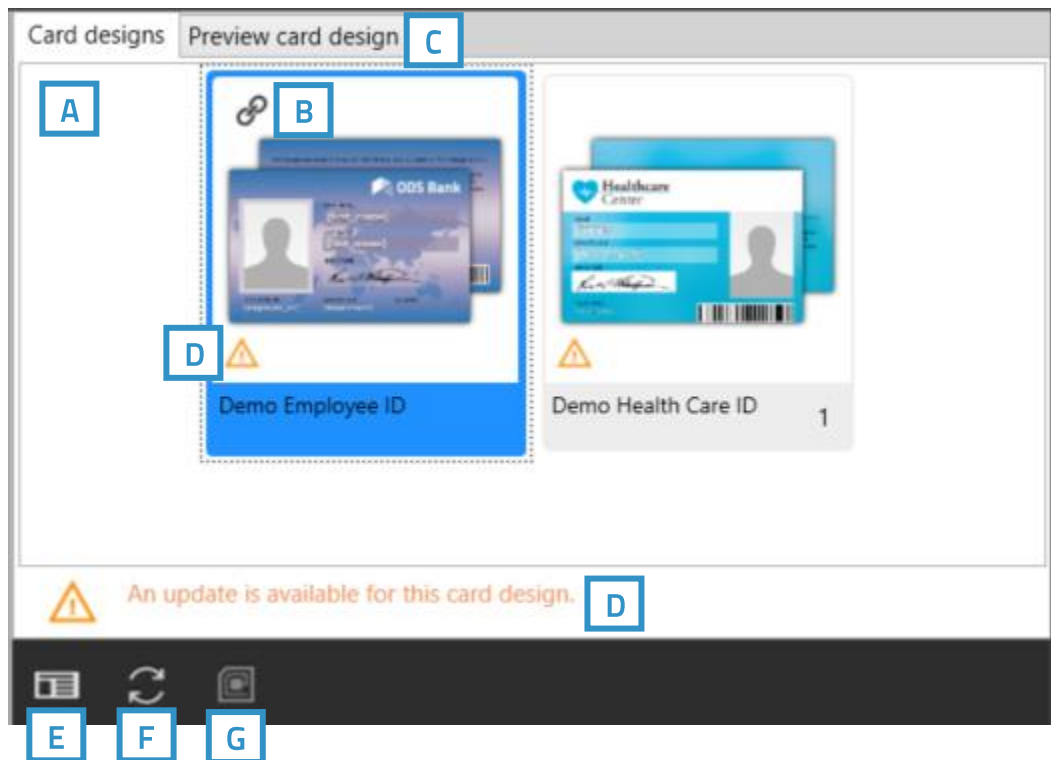 Card designs Preview card design C
A
B
ODS Bank
Healthcare
Center
D
Demo Employee ID
Demo Health Care ID 1
An update is available for this card design. D
E F G